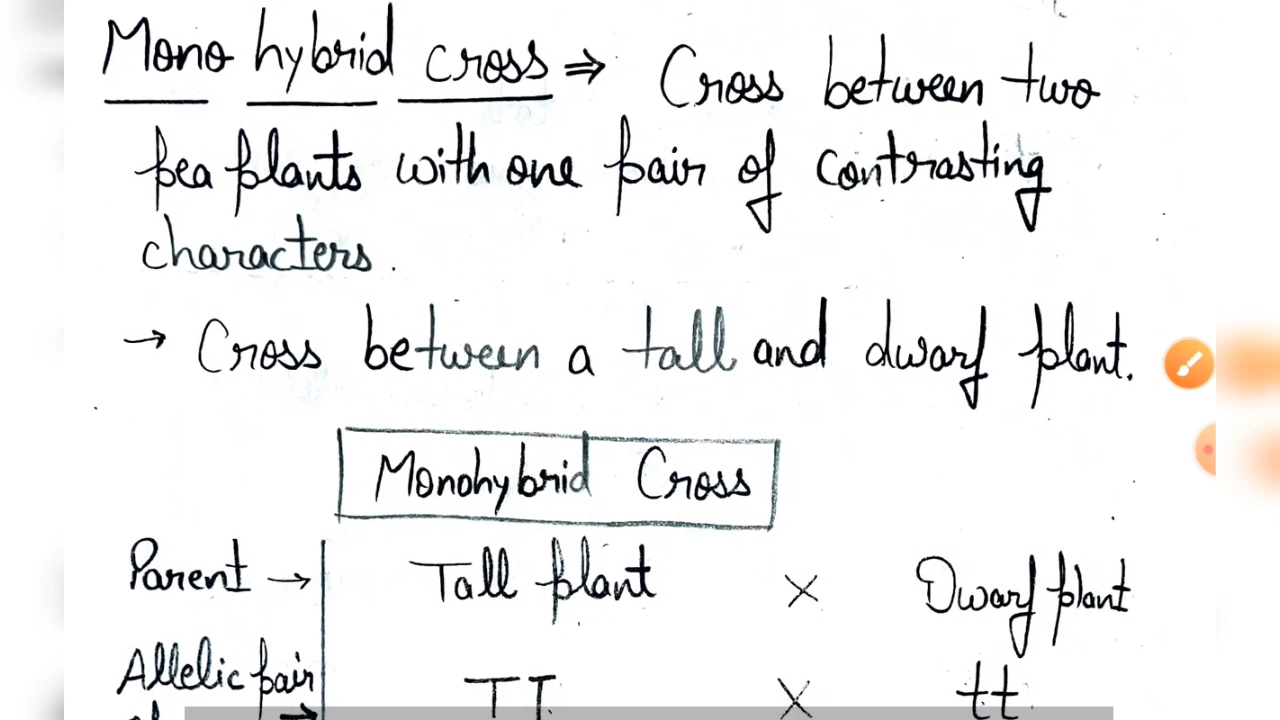 Mono hybrid cross ⇒ Cross between two
pea plants with one pair of contrasting
characters.
→ Cross between a tall and dwarf plant.
Monohybrid Cross
Parent → Tall plant × Dwarf plant
Allelic pair TT × tt